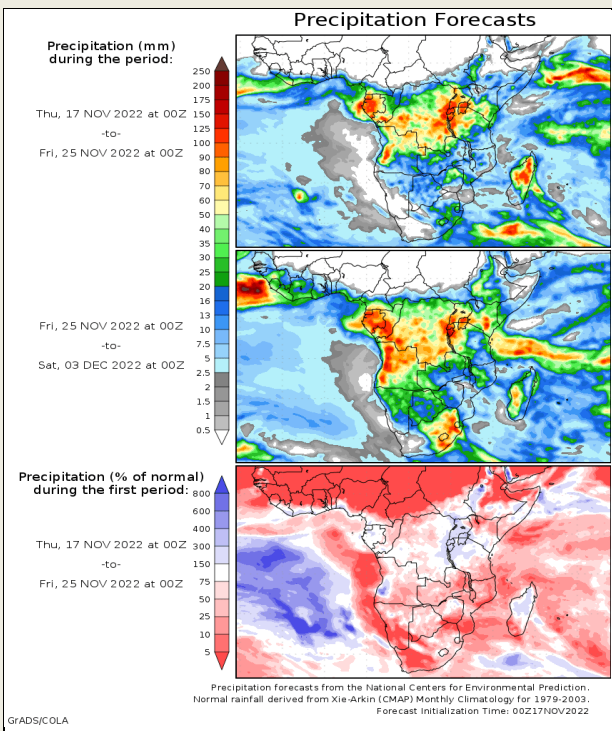 Precipitation Forecasts
Precipitation (mm)
during the period:
Thu, 17 NOV 2022 at 00Z
-to-
Fri, 25 NOV 2022 at 00Z
250
200
175
150
125
100
90
80
70
60
50
40
35
30
25
20
16
13
10
7.5
5
2.5
2
1.5
1
0.5
Fri, 25 NOV 2022 at 00Z
-to-
Sat, 03 DEC 2022 at 00Z
Precipitation (% of normal)
during the first period:
Thu, 17 NOV 2022 at 00Z
-to-
Fri, 25 NOV 2022 at 00Z
800
600
400
300
150
75
50
25
10
5
Precipitation forecasts from the National Centers for Environmental Prediction.
Normal rainfall derived from Xie-Arkin (CMAP) Monthly Climatology for 1979-2003.
Forecast Initialization Time: 00Z17NOV2022
GrADS/COLA